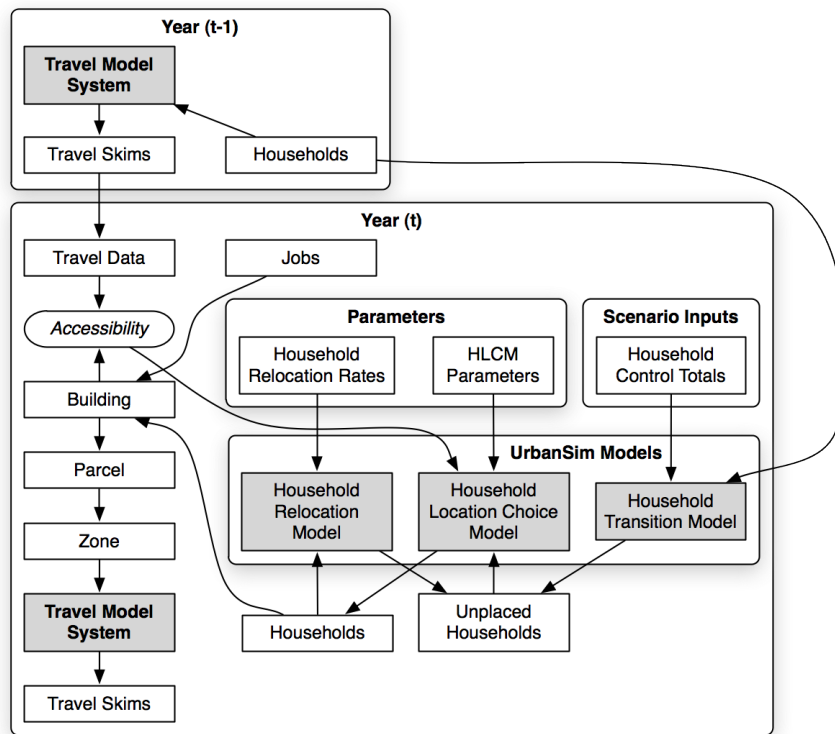 Year (t-1)
Travel Model
System
Travel Skims
Households
Year (t)
Travel Data
Jobs
Accessibility
Parameters
Scenario Inputs
Household
Relocation Rates
HLCM
Parameters
Household
Control Totals
Building
UrbanSim Models
Parcel
Household
Relocation
Model
Household
Location Choice
Model
Household
Transition Model
Zone
Travel Model
System
Households
Unplaced
Households
Travel Skims